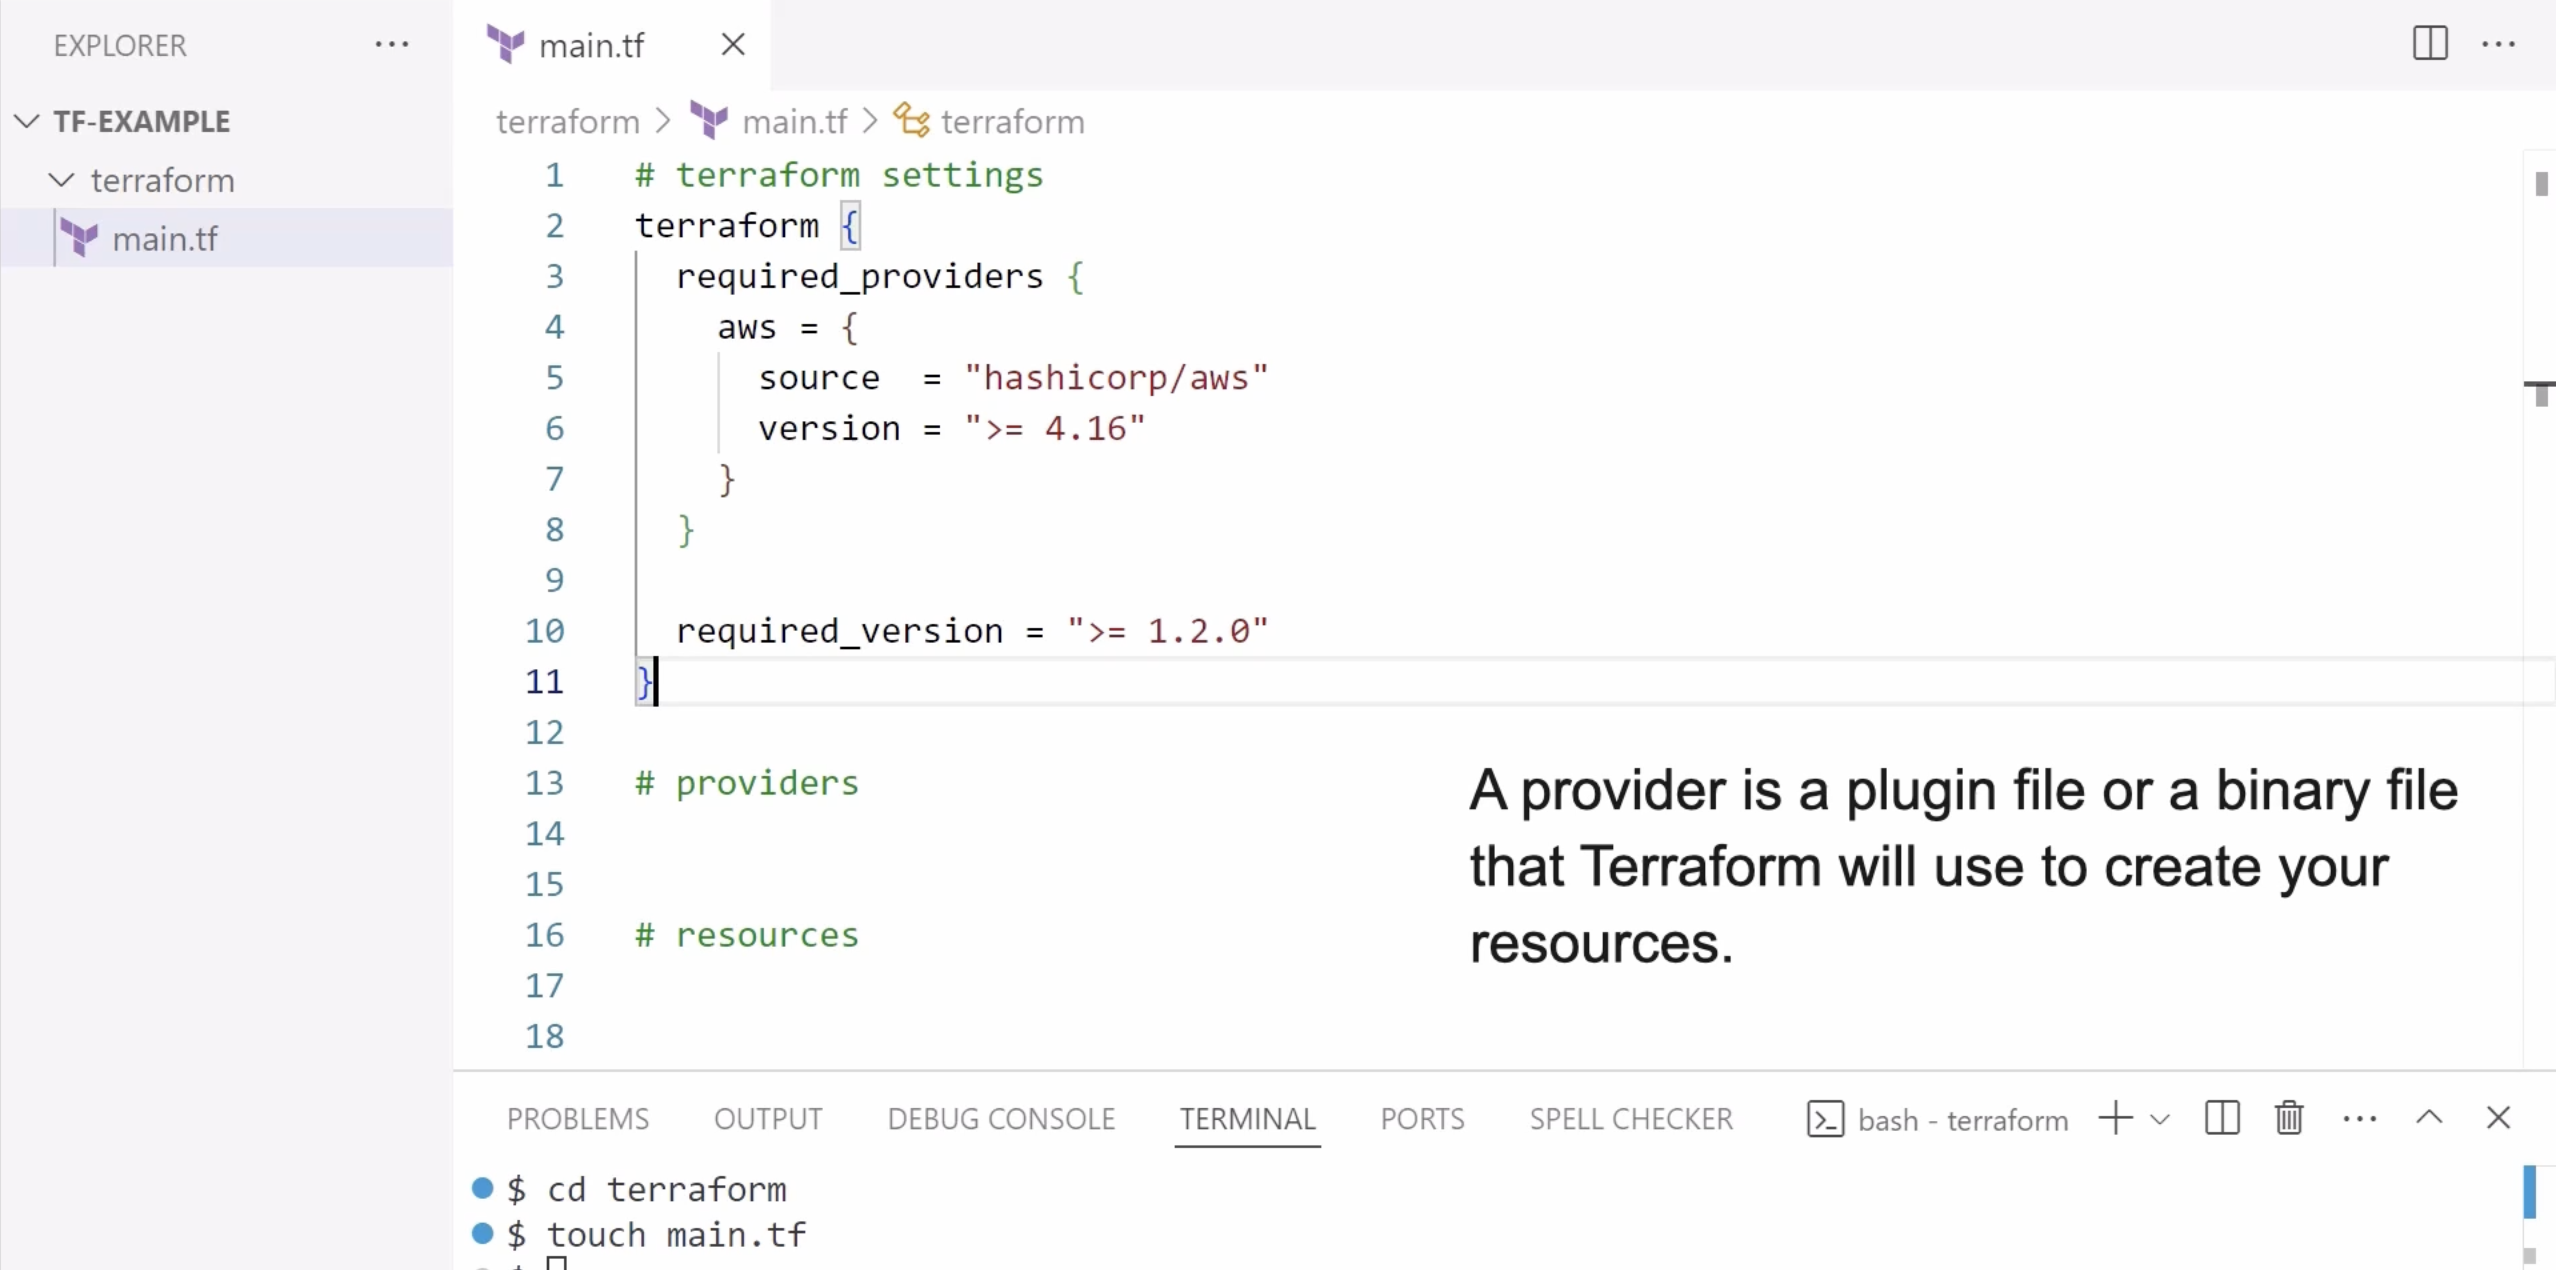 EXPLORER
TF-EXAMPLE
terraform
main.tf
main.tf
terraform > main.tf > terraform
1 # terraform settings
2 terraform {
3   required_providers {
4     aws = {
5       source  = "hashicorp/aws"
6       version = ">= 4.16"
7     }
8   }
9
10   required_version = ">= 1.2.0"
11 }
12
13 # providers
14
15
16 # resources
17
18
A provider is a plugin file or a binary file
that Terraform will use to create your
resources.
PROBLEMS OUTPUT DEBUG CONSOLE TERMINAL PORTS SPELL CHECKER bash - terraform
$ cd terraform
$ touch main.tf